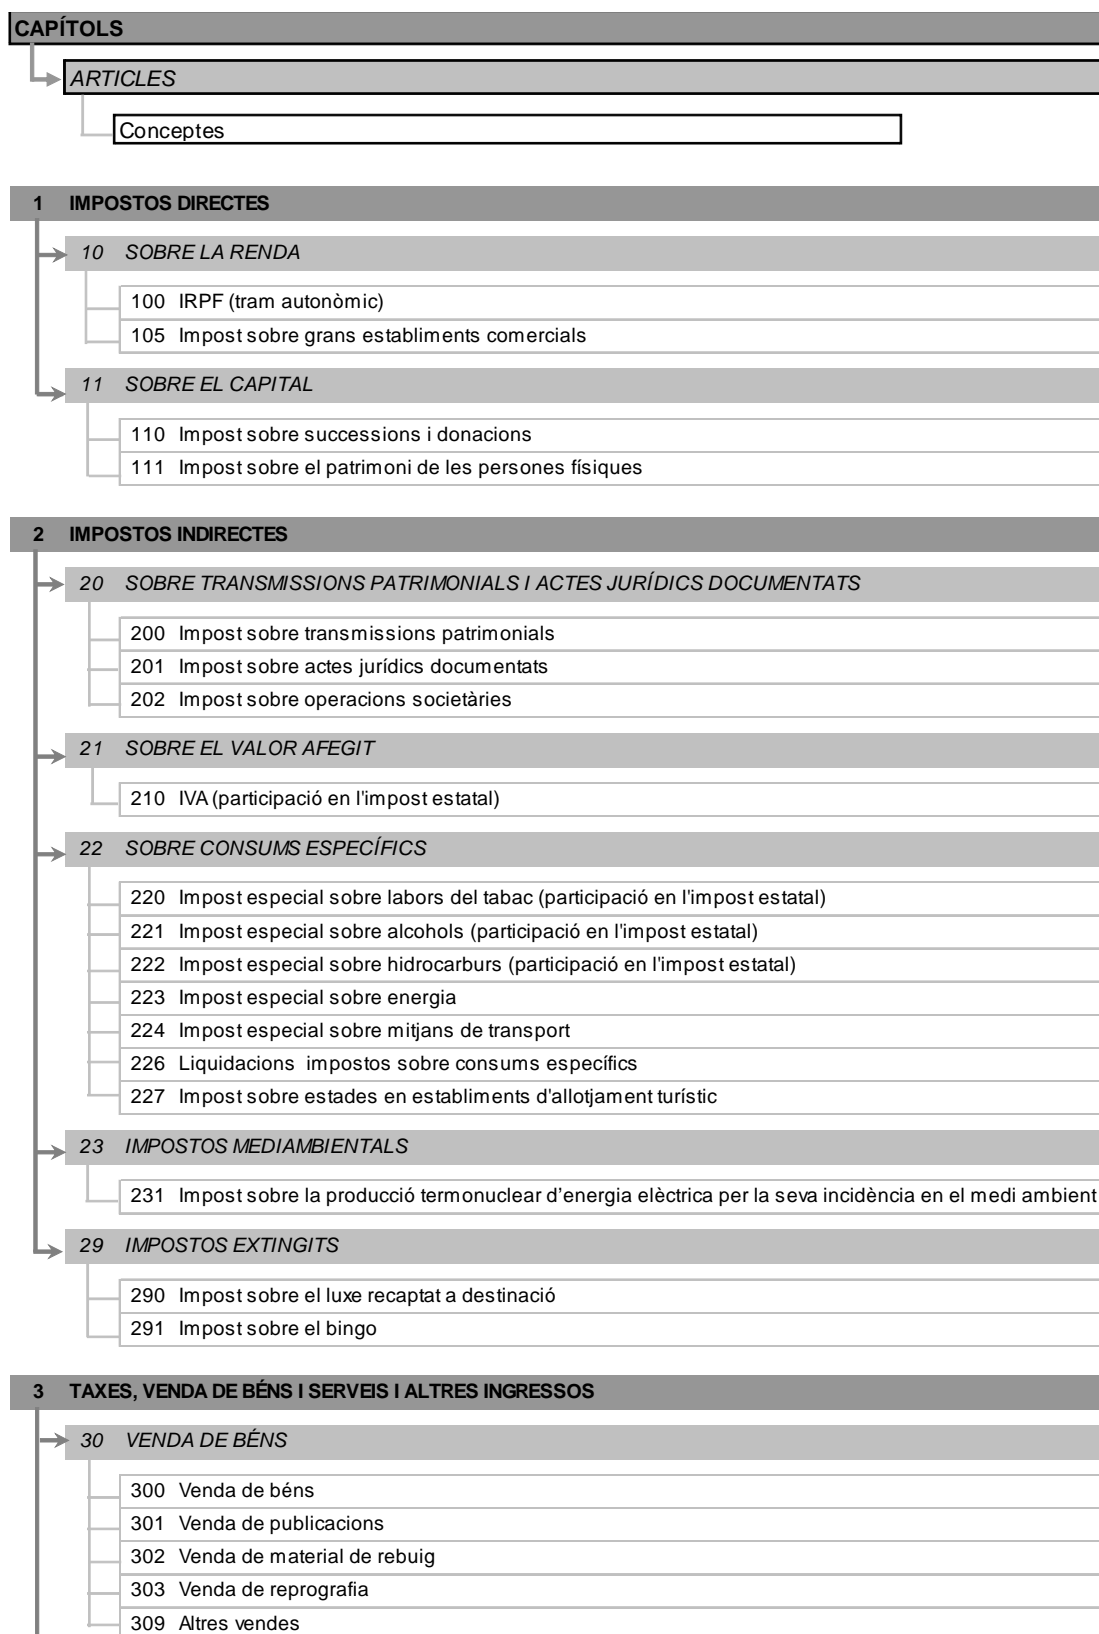 CAPÍTOLS
ARTICLES
Conceptes
1 IMPOSTOS DIRECTES
10 SOBRE LA RENDA
100 IRPF (tram autonòmic)
105 Impost sobre grans establiments comercials
11 SOBRE EL CAPITAL
110 Impost sobre successions i donacions
111 Impost sobre el patrimoni de les persones físiques
2 IMPOSTOS INDIRECTES
20 SOBRE TRANSMISSIONS PATRIMONIALS I ACTES JURÍDICS DOCUMENTATS
200 Impost sobre transmissions patrimonials
201 Impost sobre actes jurídics documentats
202 Impost sobre operacions societàries
21 SOBRE EL VALOR AFEGIT
210 IVA (participació en l'impost estatal)
22 SOBRE CONSUMS ESPECÍFICS
220 Impost especial sobre labors del tabac (participació en l'impost estatal)
221 Impost especial sobre alcohols (participació en l'impost estatal)
222 Impost especial sobre hidrocarburs (participació en l'impost estatal)
223 Impost especial sobre energia
224 Impost especial sobre mitjans de transport
226 Liquidacions impostos sobre consums específics
227 Impost sobre estades en establiments d'allotjament turístic
23 IMPOSTOS MEDIAMBIENTALS
231 Impost sobre la producció termonuclear d’energia elèctrica per la seva incidència en el medi ambient
29 IMPOSTOS EXTINGITS
290 Impost sobre el luxe recaptat a destinació
291 Impost sobre el bingo
3 TAXES, VENDA DE BÉNS I SERVEIS I ALTRES INGRESSOS
30 VENDA DE BÉNS
300 Venda de béns
301 Venda de publicacions
302 Venda de material de rebuig
303 Venda de reprografia
309 Altres vendes